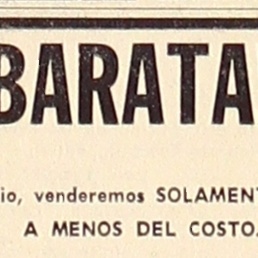 BARATA
io, venderemos SOLAMENT
A MENOS DEL COSTO.